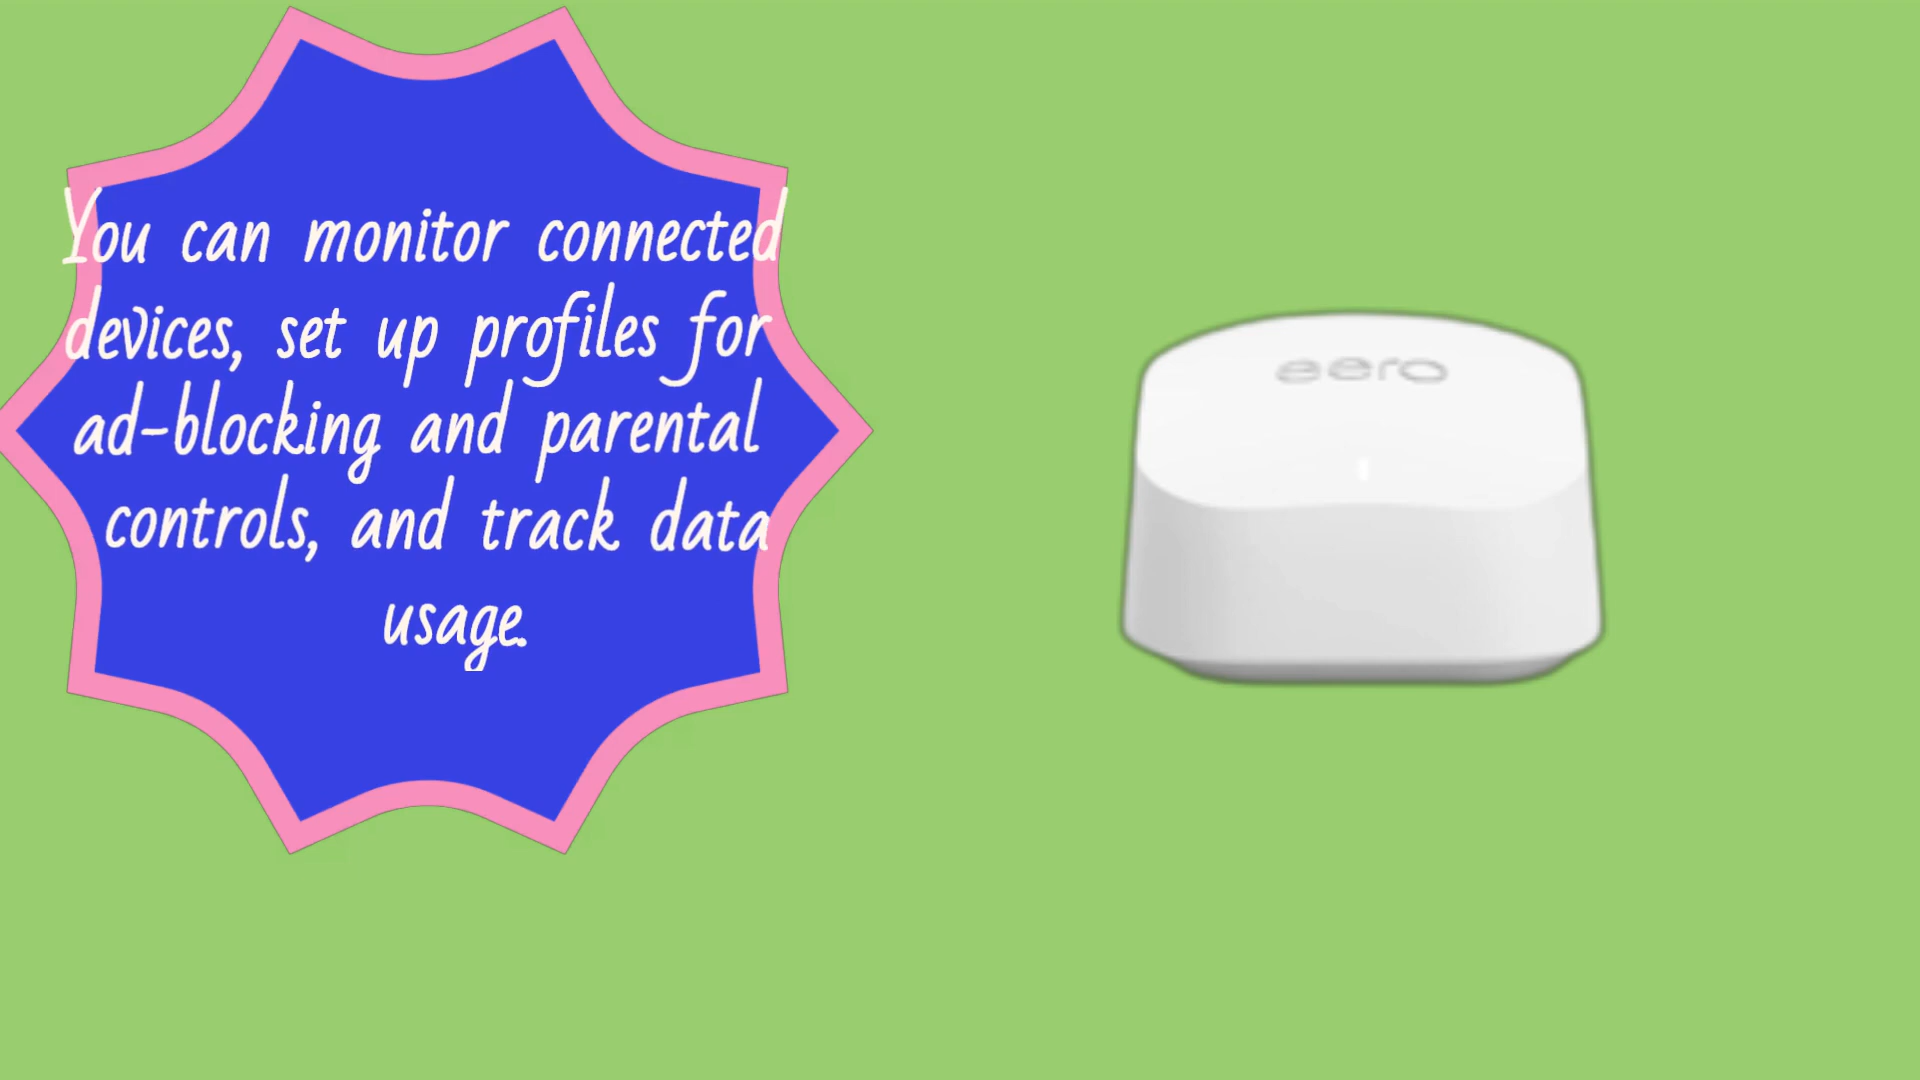 You can monitor connected
devices, set up profiles for
ad-blocking and parental
controls, and track data
usage.
eero